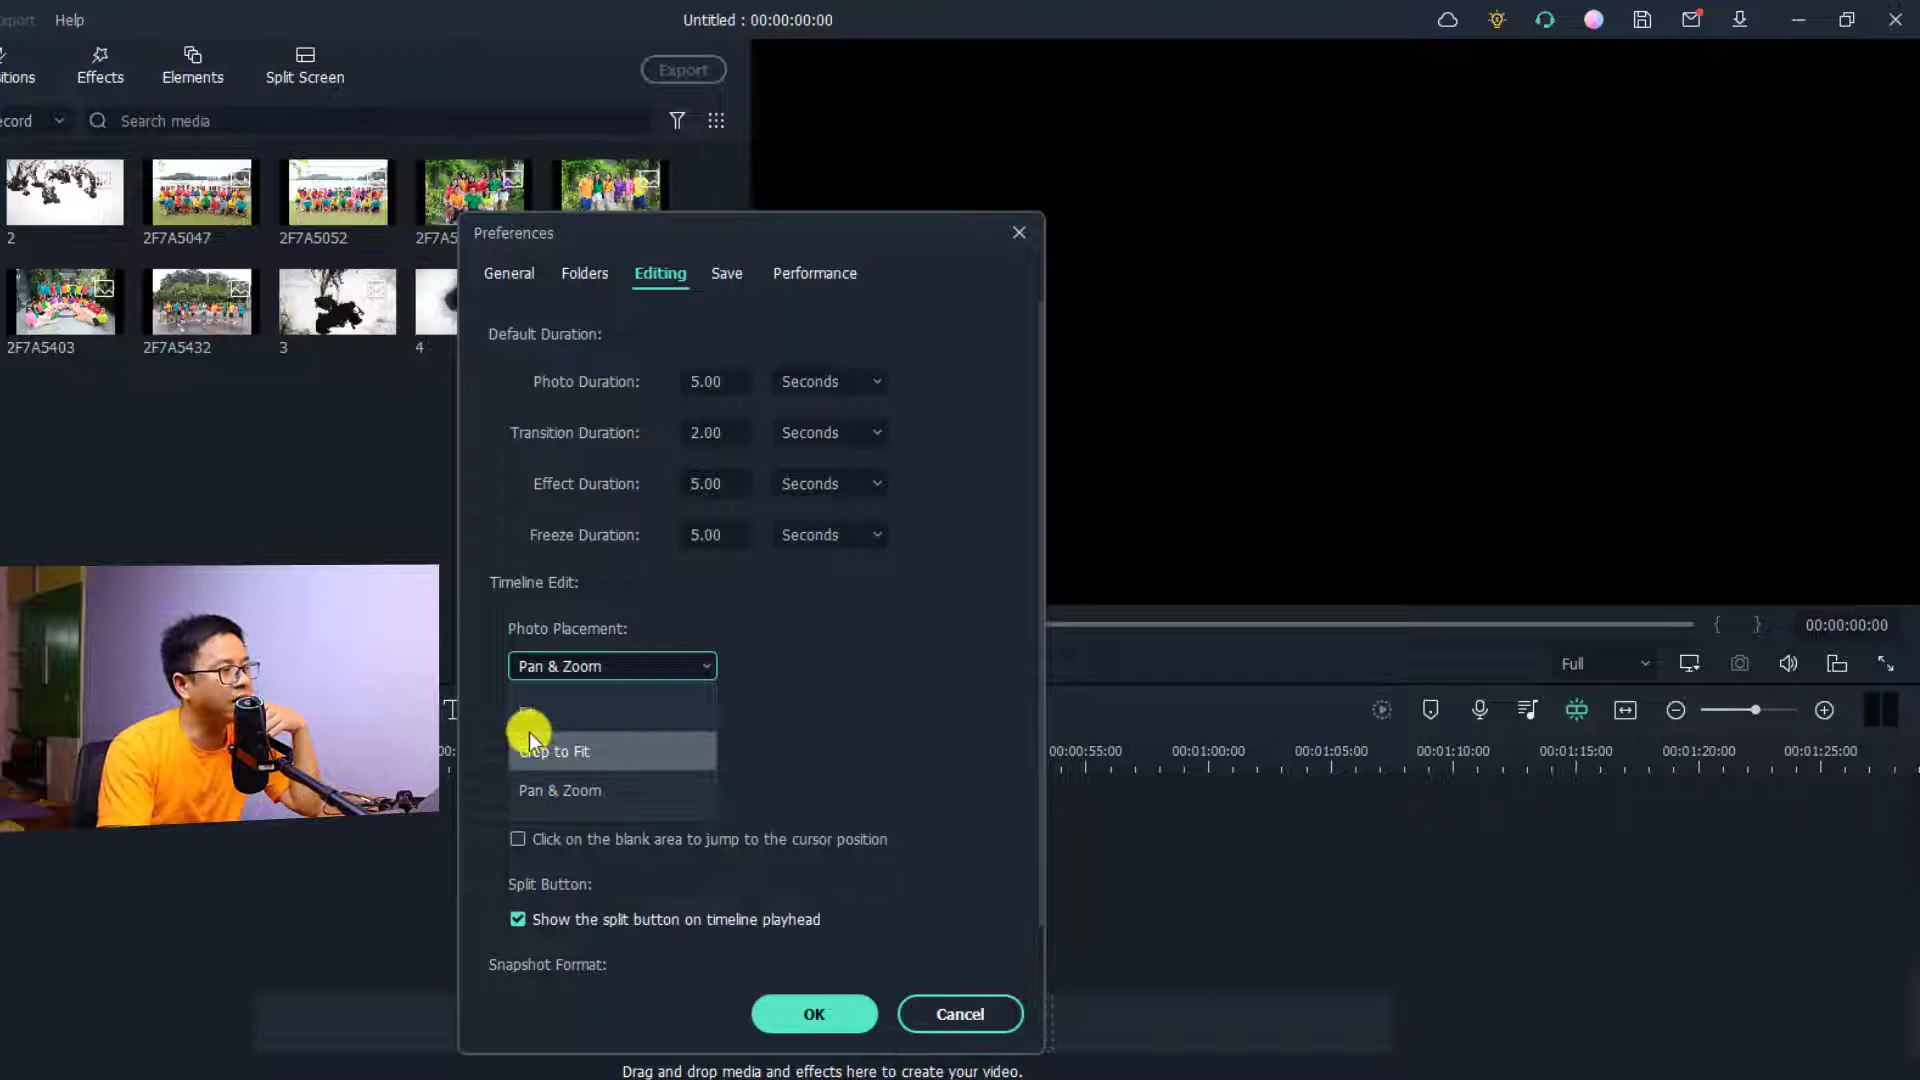 Export Help Untitled : 00:00:00:00
Effects Elements Split Screen Export
Search media
2 2F7A5047 2F7A5052
2F7A5403 2F7A5432 3 4
Preferences
General Folders Editing Save Performance
Default Duration:
Photo Duration: 5.00 Seconds
Transition Duration: 2.00 Seconds
Effect Duration: 5.00 Seconds
Freeze Duration: 5.00 Seconds
Timeline Edit:
Photo Placement:
Pan & Zoom
to Fit
Pan & Zoom
Click on the blank area to jump to the cursor position
Split Button:
Show the split button on timeline playhead
Snapshot Format:
OK Cancel
{ } 00:00:00:00
Full
00:00:55:00 00:01:00:00 00:01:05:00 00:01:10:00 00:01:15:00 00:01:20:00 00:01:25:00
Drag and drop media and effects here to create your video.